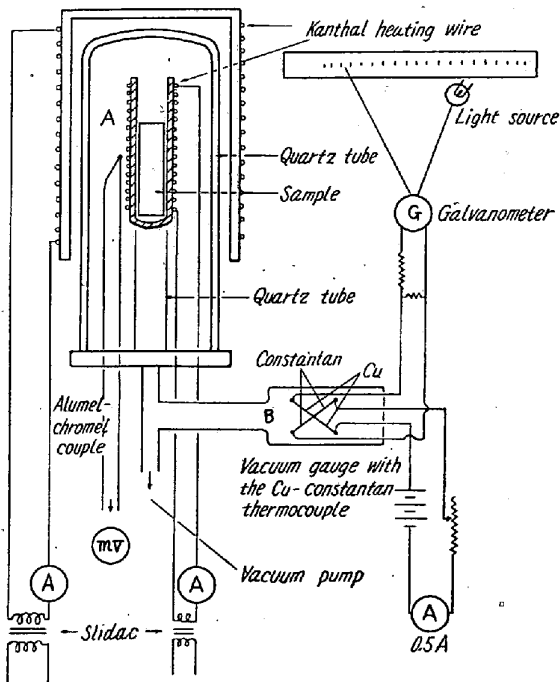 Kanthal heating wire
A
Light source
Quartz tube
Sample
G
Galvanometer
Quartz tube
Constantan
Cu
B
Alumel-
chromel
couple
Vacuum gauge with
the Cu-constantan
thermocouple
mV
Vacuum pump
A
A
A
0.5A
Slidac